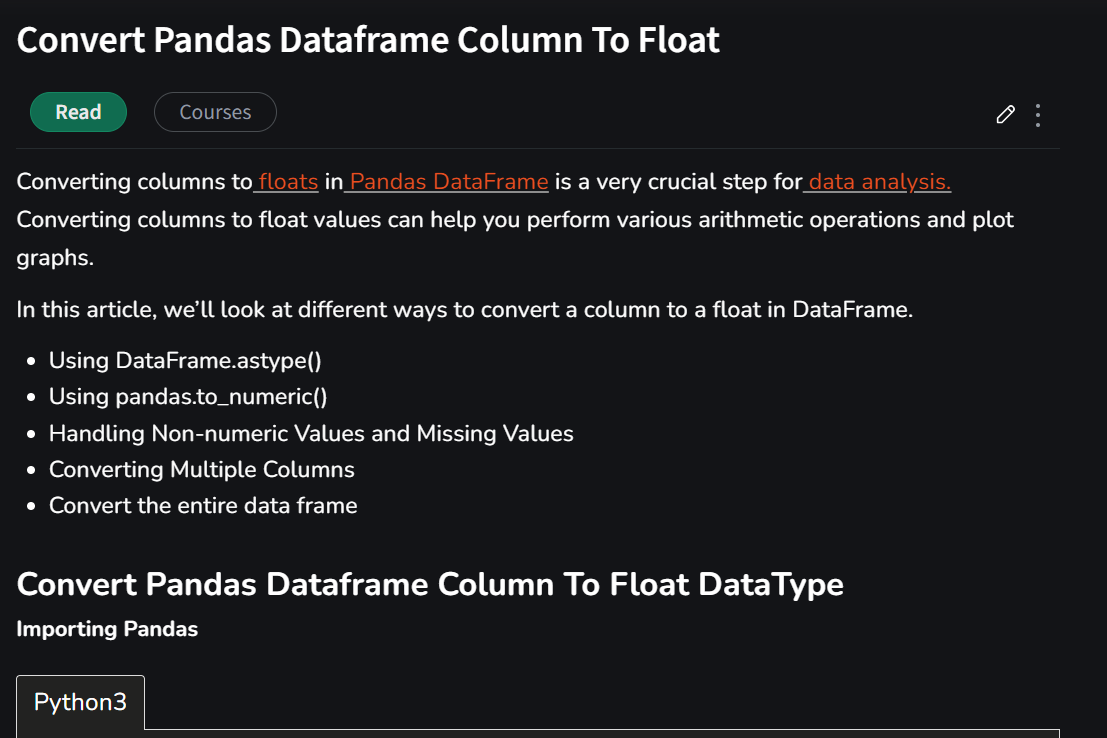 Convert Pandas Dataframe Column To Float
Read
Courses
Converting columns to floats in Pandas DataFrame is a very crucial step for data analysis.
Converting columns to float values can help you perform various arithmetic operations and plot
graphs.
In this article, we’ll look at different ways to convert a column to a float in DataFrame.
• Using DataFrame.astype()
• Using pandas.to_numeric()
• Handling Non-numeric Values and Missing Values
• Converting Multiple Columns
• Convert the entire data frame
Convert Pandas Dataframe Column To Float DataType
Importing Pandas
Python3